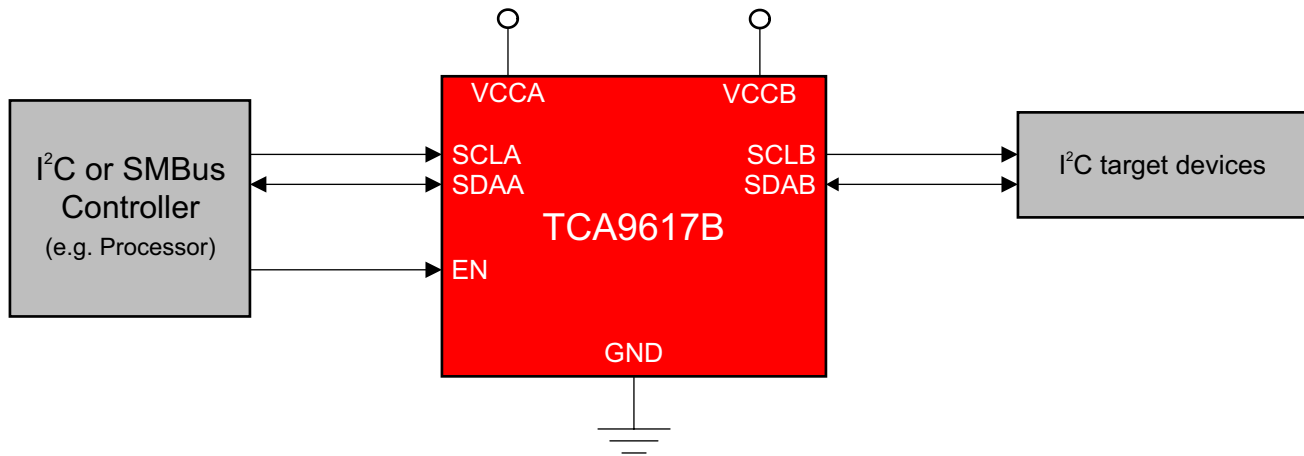 VCCA
VCCB
I²C or SMBus
Controller
(e.g. Processor)
SCLA
SDAA
EN
TCA9617B
SCLB
SDAB
GND
I²C target devices